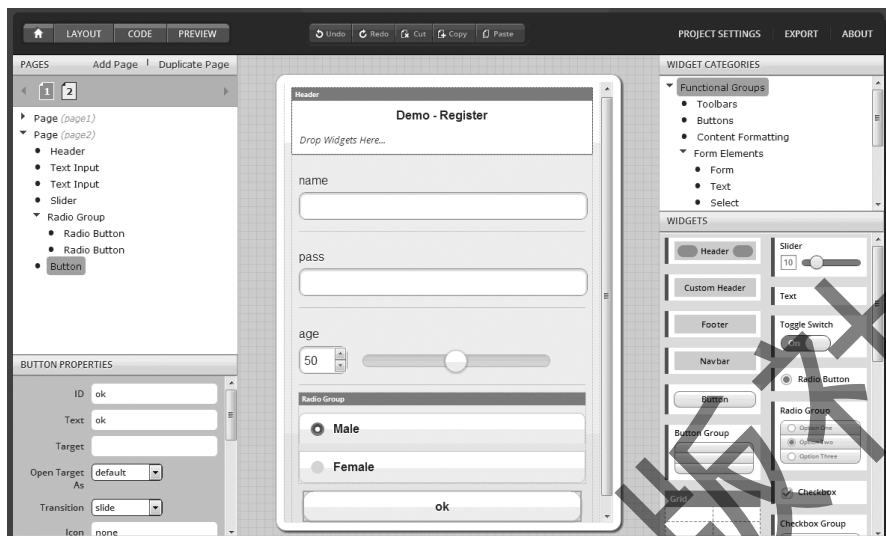 LAYOUT CODE PREVIEW Undo Redo Cut Copy Paste PROJECT SETTINGS EXPORT ABOUT
PAGES Add Page Duplicate Page
1 2
Page (page1)
Page (page2)
Header
Text Input
Text Input
Slider
Radio Group
Radio Button
Radio Button
Button
BUTTON PROPERTIES
ID ok
Text ok
Target
Open Target As default
Transition slide
Icon none
Header
Demo - Register
Drop Widgets Here...
name
pass
age
50
Radio Group
Male
Female
ok
WIDGET CATEGORIES
Functional Groups
Toolbars
Buttons
Content Formatting
Form Elements
Form
Text
Select
WIDGETS
Header
Custom Header
Footer
Navbar
Button
Button Group
Grid
Slider
10
Text
Toggle Switch
On
Radio Button
Radio Group
Option One
Option Two
Option Three
Checkbox
Checkbox Group